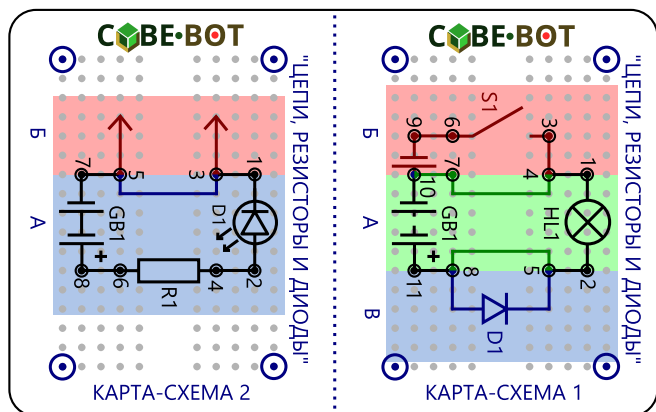 CUBE•BOT
"ЦЕПИ, РЕЗИСТОРЫ И ДИОДЫ"
Б
А
7
5
3
1
GB1
D1
+
8
6
R1
4
2
КАРТА-СХЕМА 2
CUBE•BOT
"ЦЕПИ, РЕЗИСТОРЫ И ДИОДЫ"
Б
А
В
S1
9
6
3
10
7
4
1
GB1
HL1
+
11
8
5
2
D1
КАРТА-СХЕМА 1